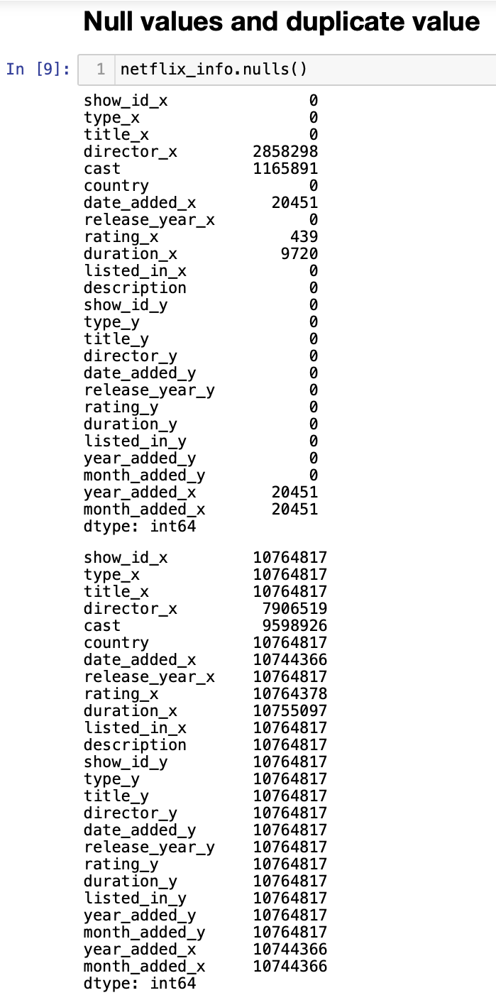 Null values and duplicate value
In [9]: 1 netflix_info.nulls()
show_id_x 0
type_x 0
title_x 0
director_x 2858298
cast 1165891
country 0
date_added_x 20451
release_year_x 0
rating_x 439
duration_x 9720
listed_in_x 0
description 0
show_id_y 0
type_y 0
title_y 0
director_y 0
date_added_y 0
release_year_y 0
rating_y 0
duration_y 0
listed_in_y 0
year_added_y 0
month_added_y 0
year_added_x 20451
month_added_x 20451
dtype: int64
show_id_x 10764817
type_x 10764817
title_x 10764817
director_x 7906519
cast 9598926
country 10764817
date_added_x 10744366
release_year_x 10764817
rating_x 10764378
duration_x 10755097
listed_in_x 10764817
description 10764817
show_id_y 10764817
type_y 10764817
title_y 10764817
director_y 10764817
date_added_y 10764817
release_year_y 10764817
rating_y 10764817
duration_y 10764817
listed_in_y 10764817
year_added_y 10764817
month_added_y 10764817
year_added_x 10744366
month_added_x 10744366
dtype: int64